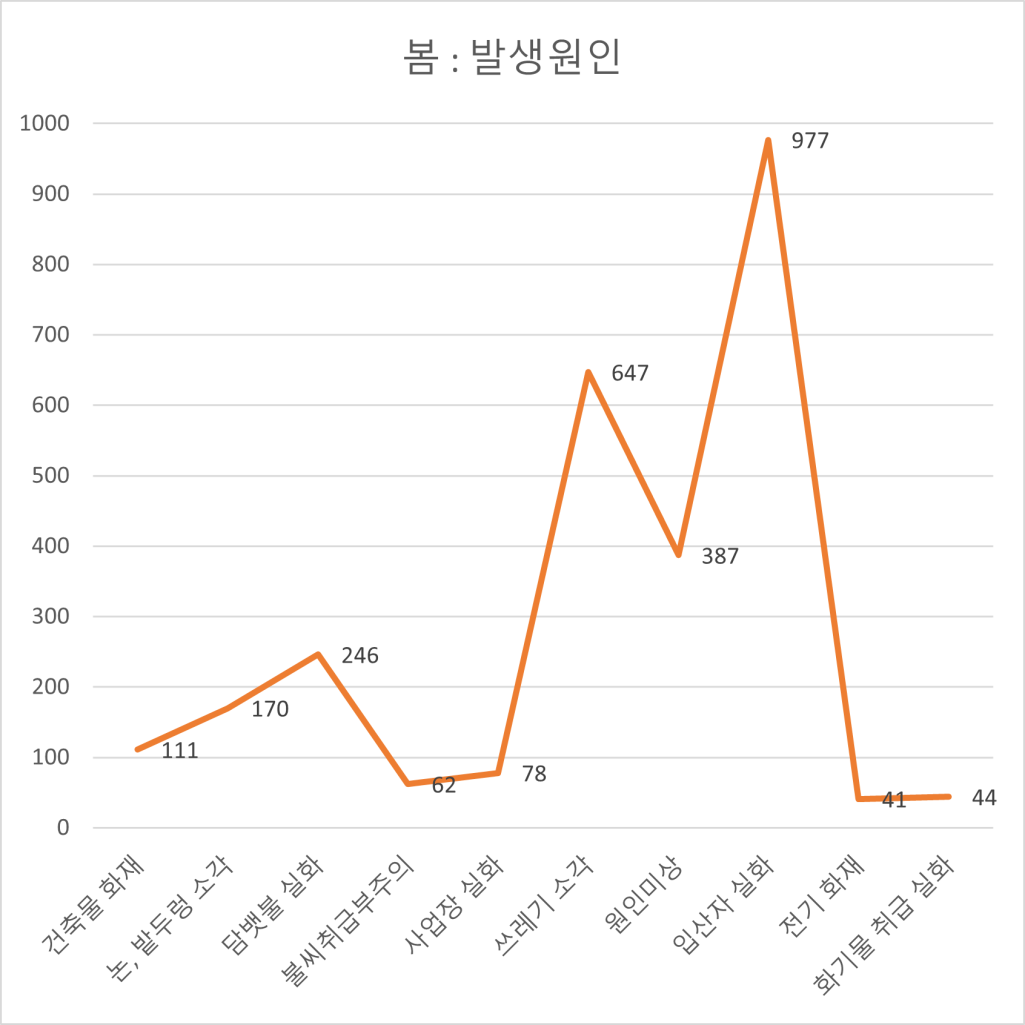 봄 : 발생원인
1000
900
800
700
600
500
400
300
200
100
0
111
170
246
62
78
647
387
977
41
44
건축물 화재
논, 밭두렁 소각
담뱃불 실화
불씨취급부주의
사업장 실화
쓰레기 소각
원인미상
입산자 실화
전기 화재
화기물 취급 실화